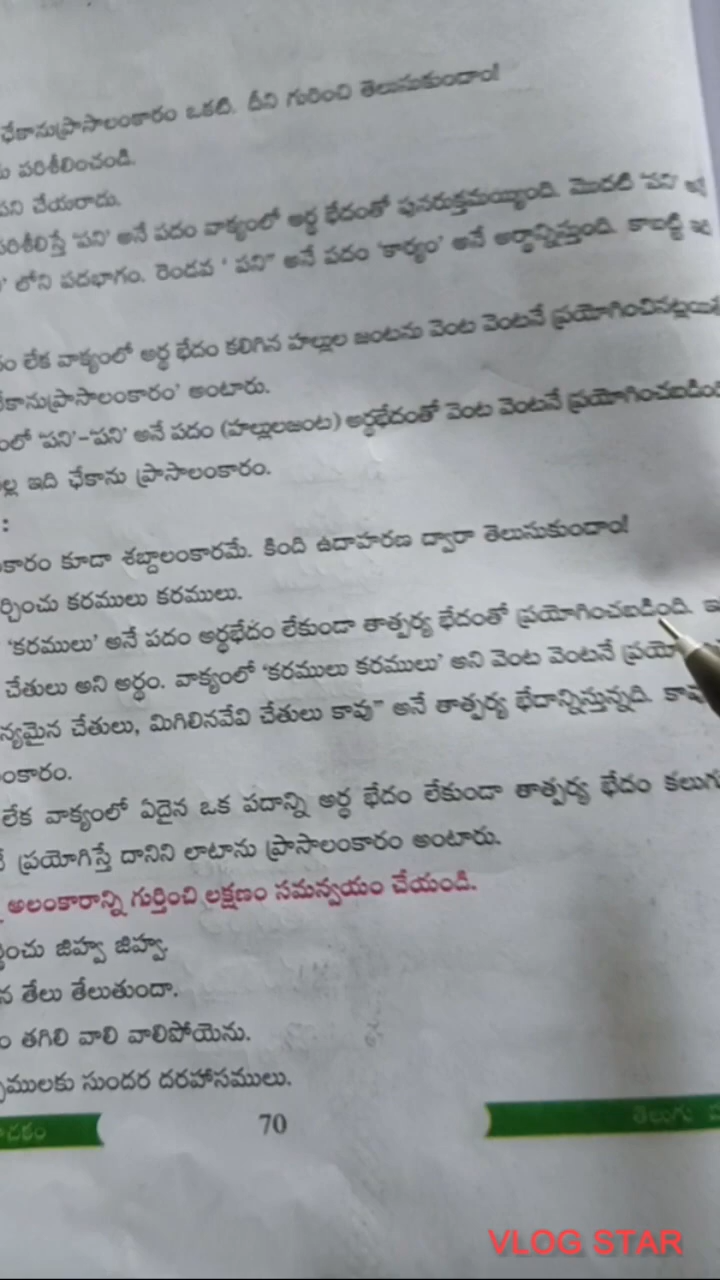 ఛేకానుప్రాసాలంకారం ఒకటి. దీని గురించి తెలుసుకుందాం!
పరిశీలించండి.
పని చేయరాదు.
పరిశీలిస్తే 'పని' అనే పదం వాక్యంలో అర్థ భేదంతో పునరుక్తమయ్యింది. మొదటి 'పని'
లోని పదభాగం. రెండవ ' పని" అనే పదం 'కార్యం' అనే అర్థాన్నిస్తుంది. కాబట్టి ఇది
లేక వాక్యంలో అర్థ భేదం కలిగిన హల్లుల జంటను వెంట వెంటనే ప్రయోగించినట్లయి
కానుప్రాసాలంకారం' అంటారు.
లో 'పని'-'పని' అనే పదం (హల్లులజంట) అర్థభేదంతో వెంట వెంటనే ప్రయోగించబడింది
ల్ల ఇది ఛేకాను ప్రాసాలంకారం.
:
కారం కూడా శబ్దాలంకారమే. కింది ఉదాహరణ ద్వారా తెలుసుకుందాం!
ర్చించు కరములు కరములు.
'కరములు' అనే పదం అర్థభేదం లేకుండా తాత్పర్య భేదంతో ప్రయోగించబడింది.
చేతులు అని అర్థం. వాక్యంలో 'కరములు కరములు' అని వెంట వెంటనే ప్రయో
న్యమైన చేతులు, మిగిలినవేవి చేతులు కావు" అనే తాత్పర్య భేదాన్నిస్తున్నది. కావు
ంకారం.
లేక వాక్యంలో ఏదైన ఒక పదాన్ని అర్థ భేదం లేకుండా తాత్పర్య భేదం కలుగు
ప్రయోగిస్తే దానిని లాటాను ప్రాసాలంకారం అంటారు.
అలంకారాన్ని గుర్తించి లక్షణం సమన్వయం చేయండి.
ించు జిహ్వ జిహ్వ.
న తేలు తేలుతుందా.
ం తగిలి వాలి వాలిపోయెను.
ములకు సుందర దరహాసములు.
చకం 70 తెలుగు
VLOG STAR